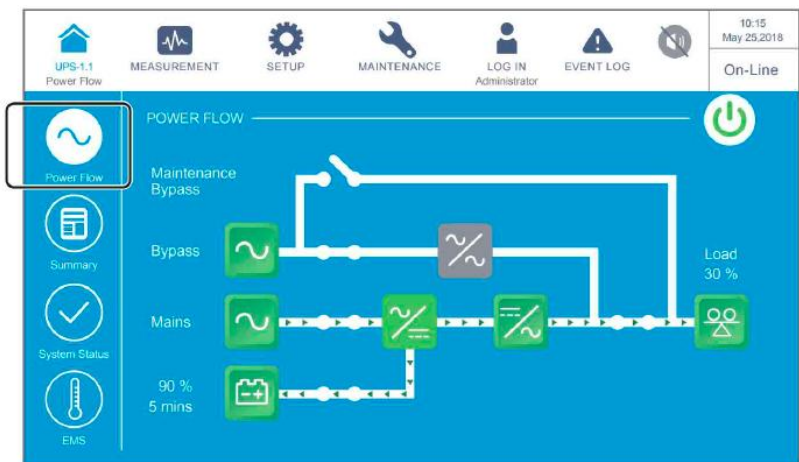 UPS-1.1
Power Flow
MEASUREMENT
SETUP
MAINTENANCE
LOG IN
Administrator
EVENT LOG
10:15
May 25,2018
On-Line
Power Flow
Summary
System Status
EMS
POWER FLOW
Maintenance
Bypass
Bypass
Load
30 %
Mains
90 %
5 mins